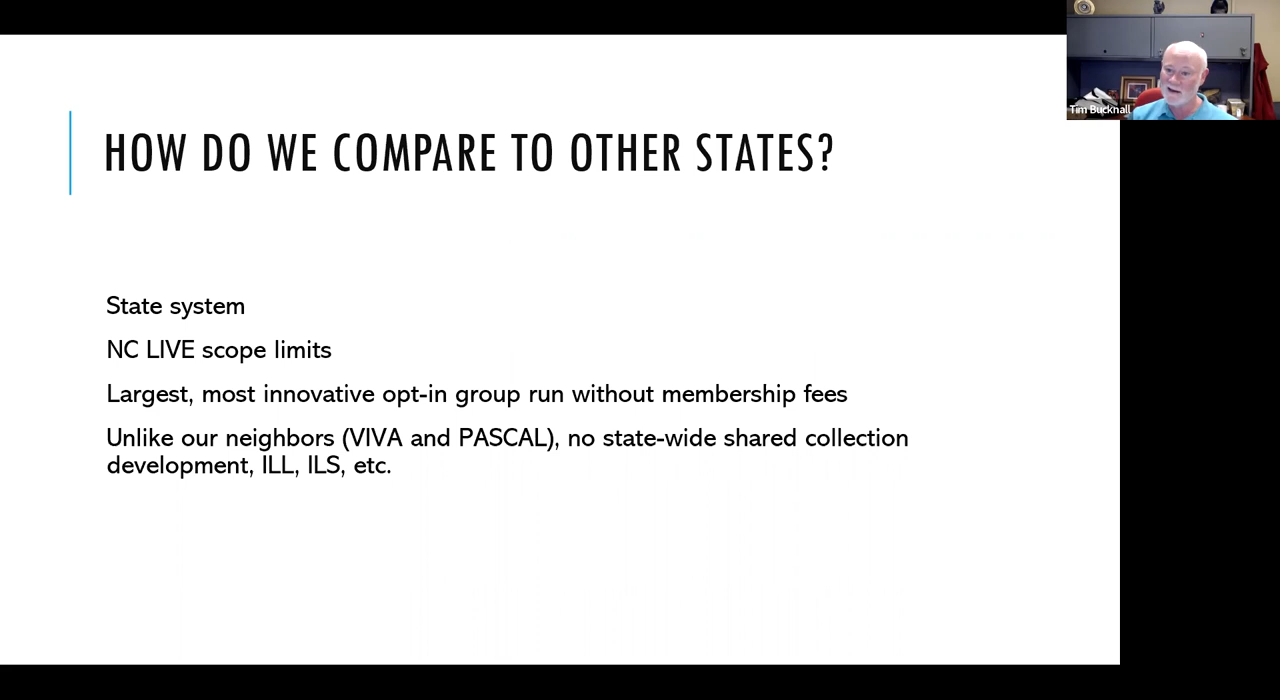 HOW DO WE COMPARE TO OTHER STATES?
Tim Bucknall
State system
NC LIVE scope limits
Largest, most innovative opt-in group run without membership fees
Unlike our neighbors (VIVA and PASCAL), no state-wide shared collection
development, ILL, ILS, etc.